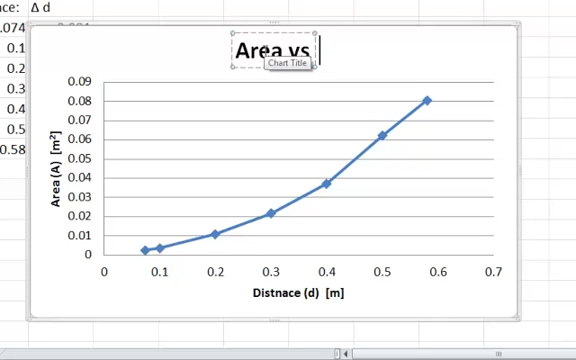 ce: Δ d
.074
0.1
0.2
0.3
0.4
0.5
0.58
Area vs
Chart Title
0.09
0.08
0.07
0.06
0.05
0.04
0.03
0.02
0.01
0
Area (A) [m²]
0 0.1 0.2 0.3 0.4 0.5 0.6 0.7
Distnace (d) [m]